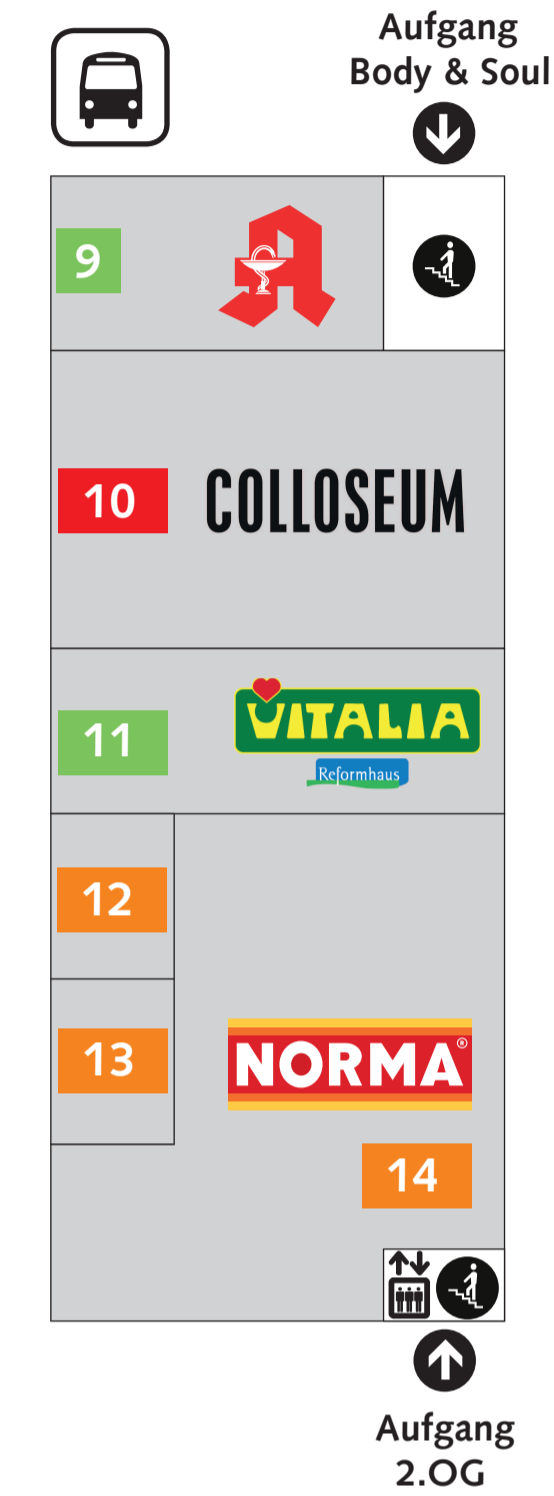 Aufgang
Body & Soul
9
10
COLLOSEUM
11
VITALIA
Reformhaus
12
13
NORMA®
14
Aufgang
2.OG